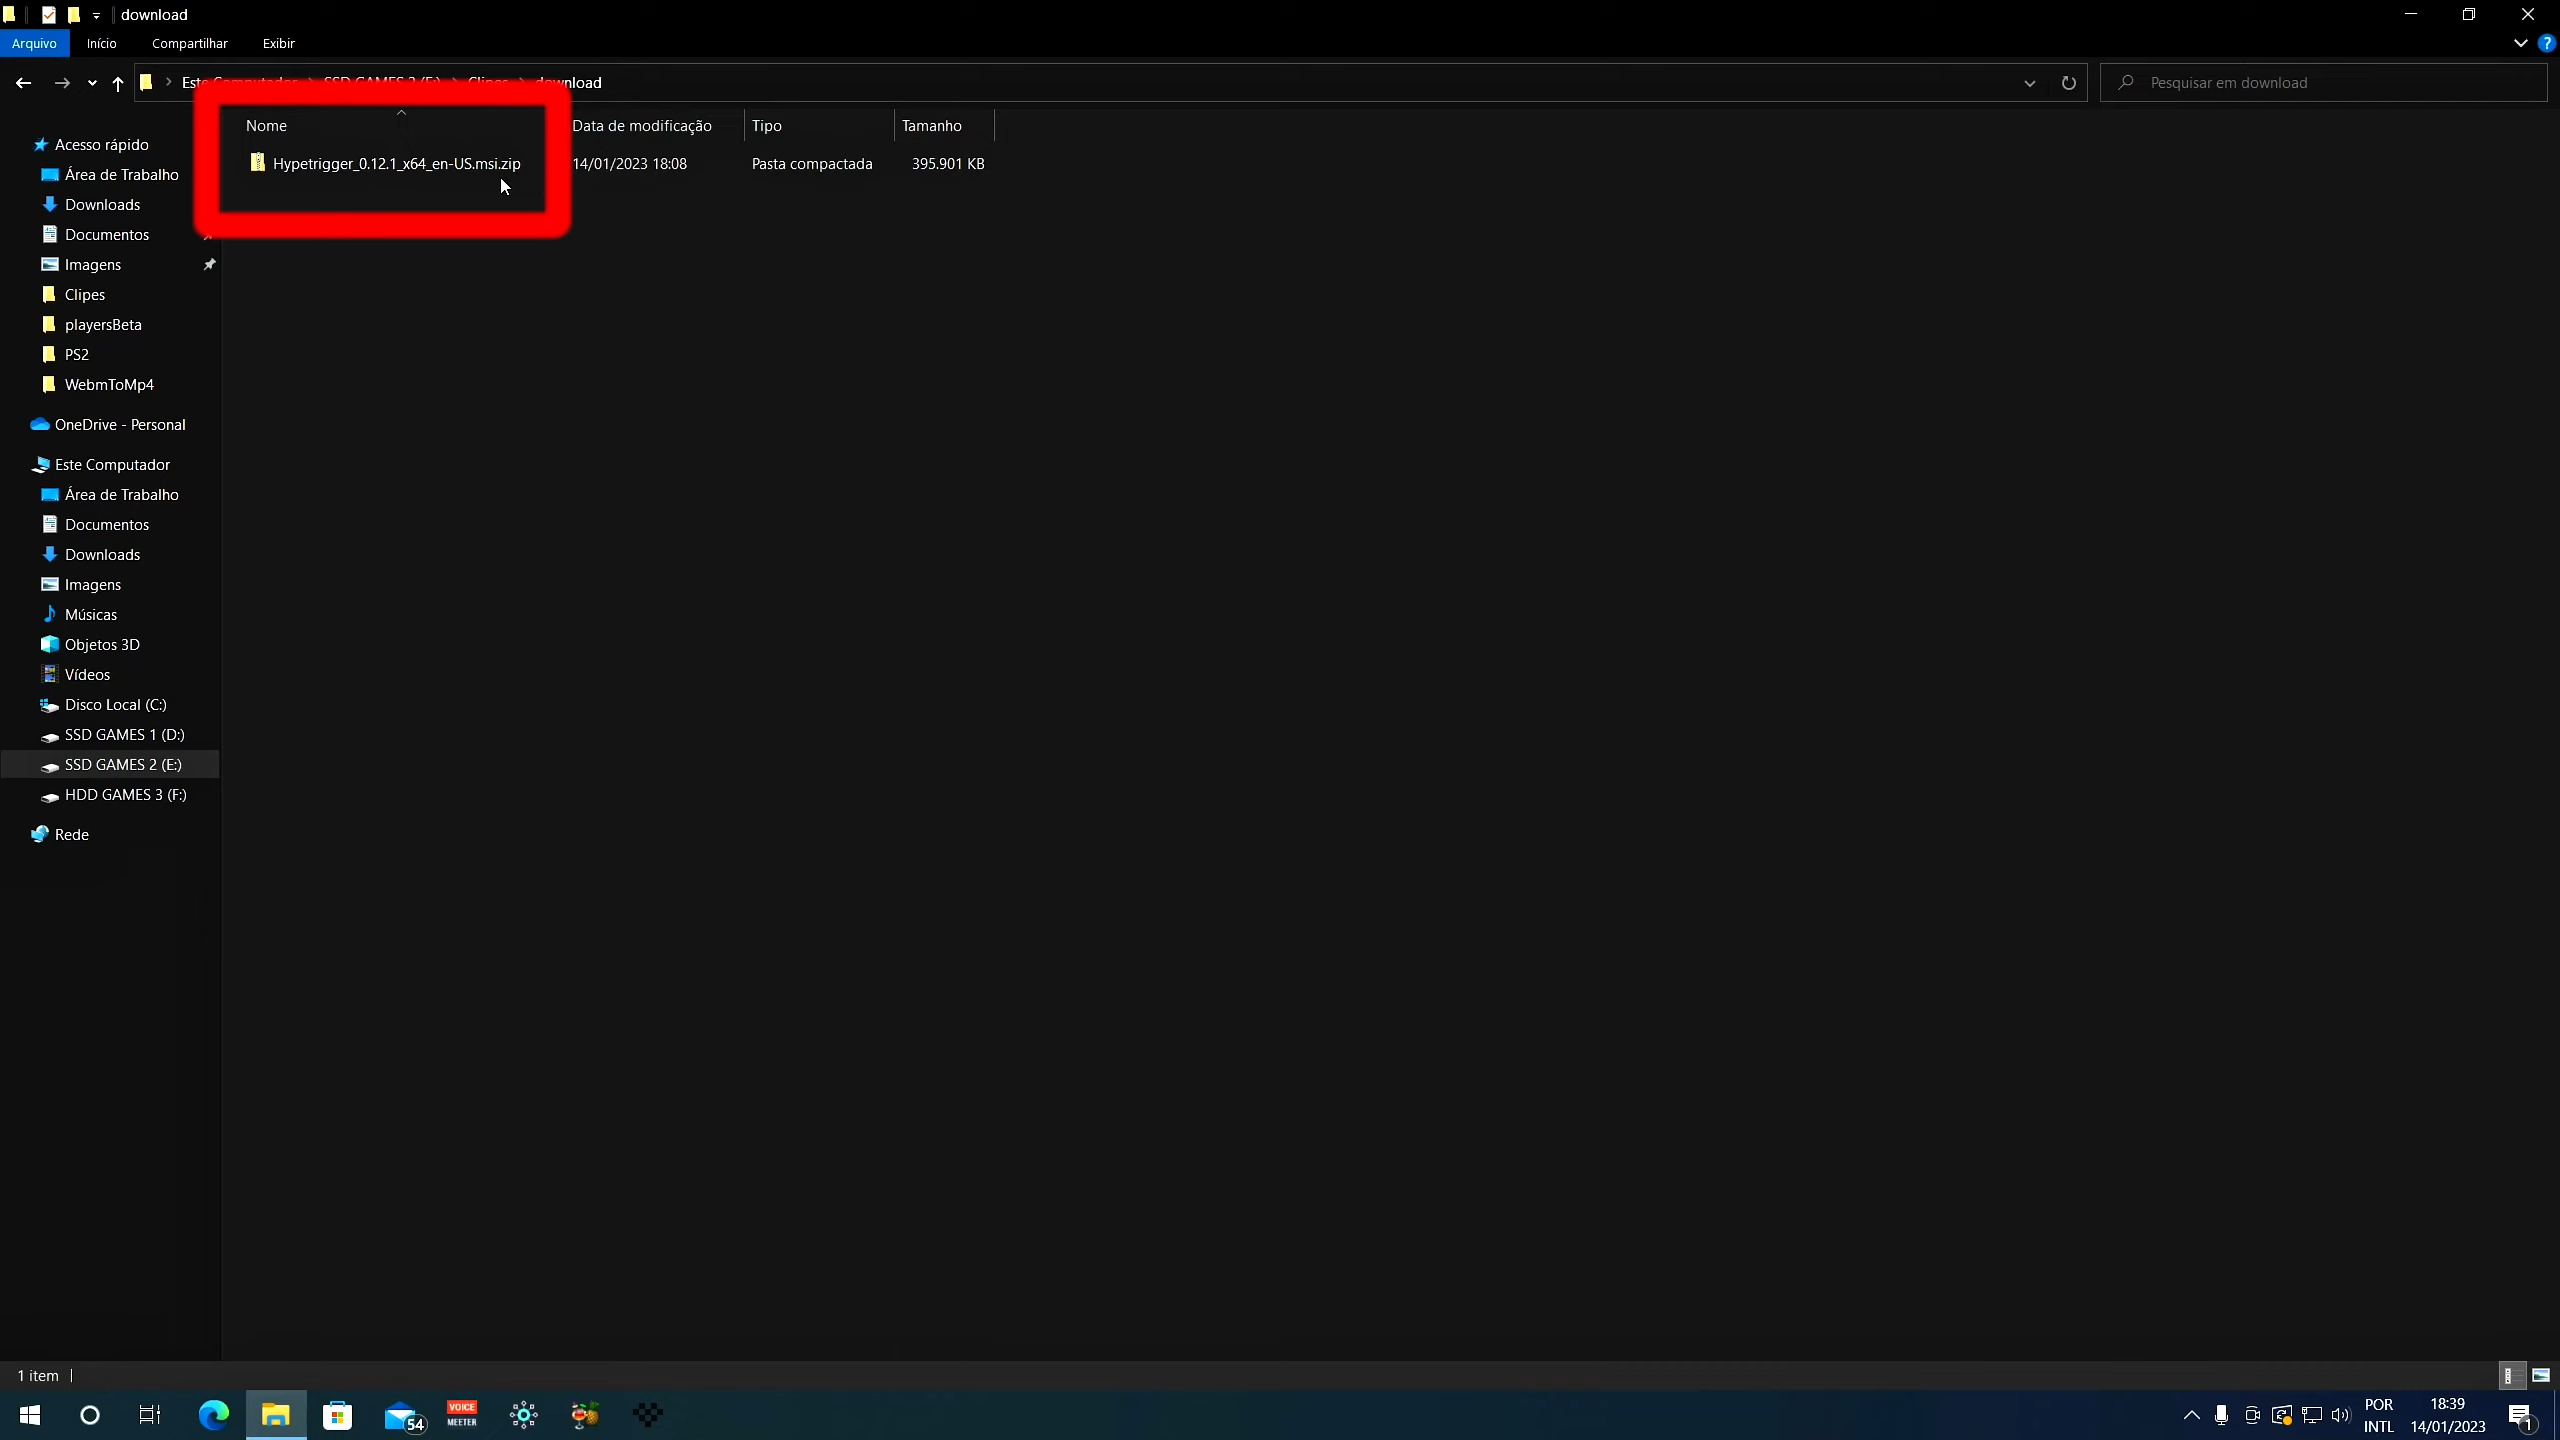 download
Arquivo Início Compartilhar Exibir
download
Pesquisar em download
Nome Data de modificação Tipo Tamanho
Hypetrigger_0.12.1_x64_en-US.msi.zip 14/01/2023 18:08 Pasta compactada 395.901 KB
Acesso rápido
Área de Trabalho
Downloads
Documentos
Imagens
Clipes
playersBeta
PS2
WebmToMp4
OneDrive - Personal
Este Computador
Área de Trabalho
Documentos
Downloads
Imagens
Músicas
Objetos 3D
Vídeos
Disco Local (C:)
SSD GAMES 1 (D:)
SSD GAMES 2 (E:)
HDD GAMES 3 (F:)
Rede
1 item
54
VOICE
MEETER
POR
INTL
18:39
14/01/2023
1